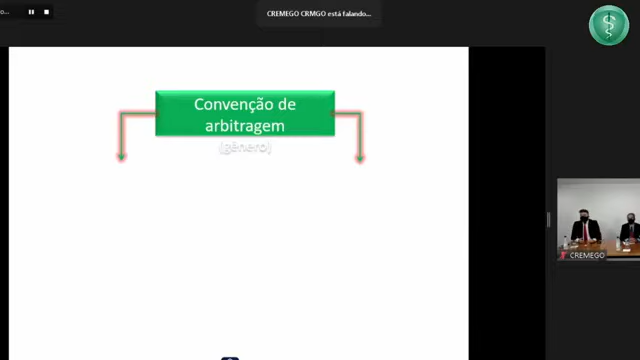 o...
CREMEGO CRMGO está falando...
Convenção de
arbitragem
(gênero)
CREMEGO